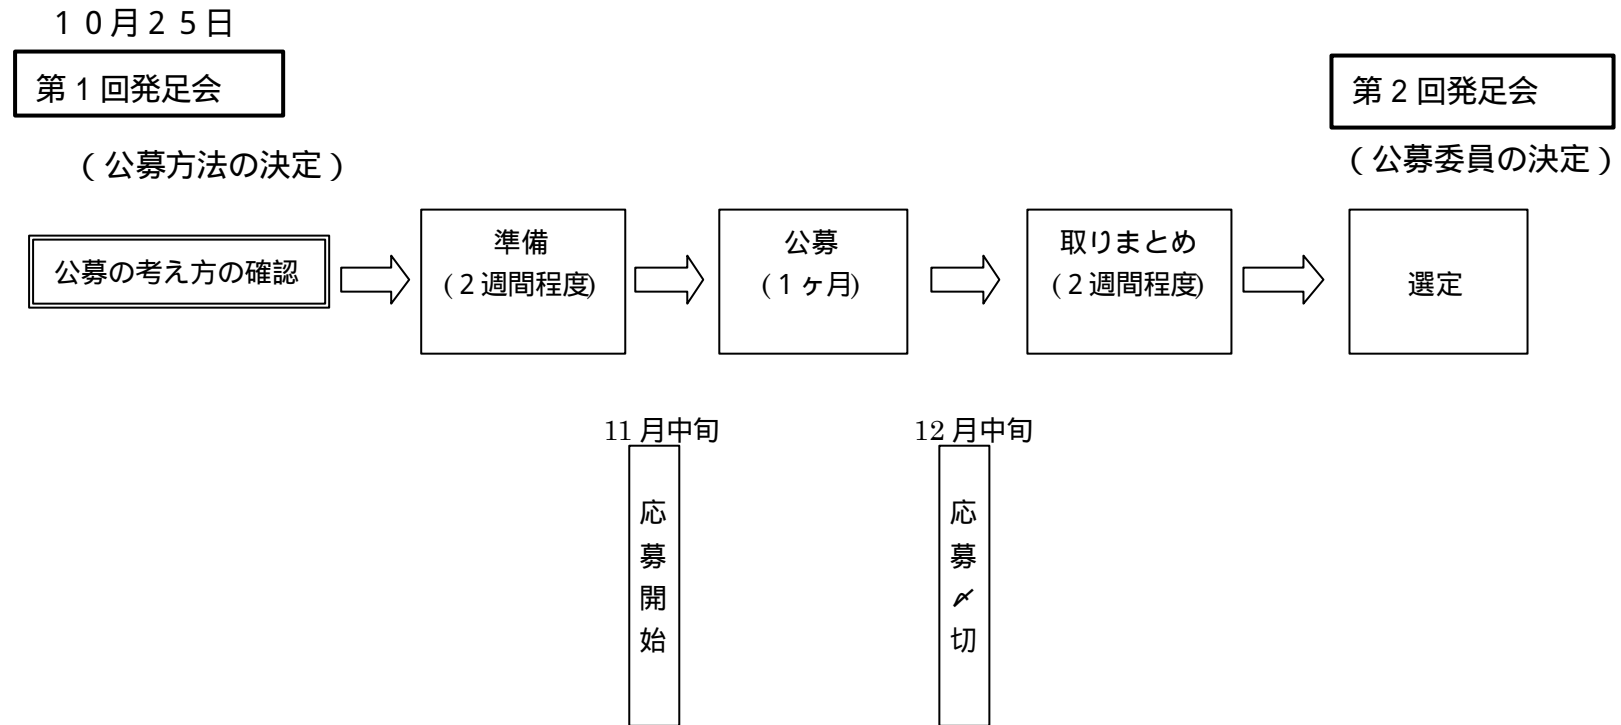 １０月２５日
第１回発足会
第２回発足会
（公募方法の決定）
（公募委員の決定）
公募の考え方の確認
準備
（２週間程度）
公募
（１ヶ月）
取りまとめ
（２週間程度）
選定
11月中旬
12月中旬
応募開始
応募〆切